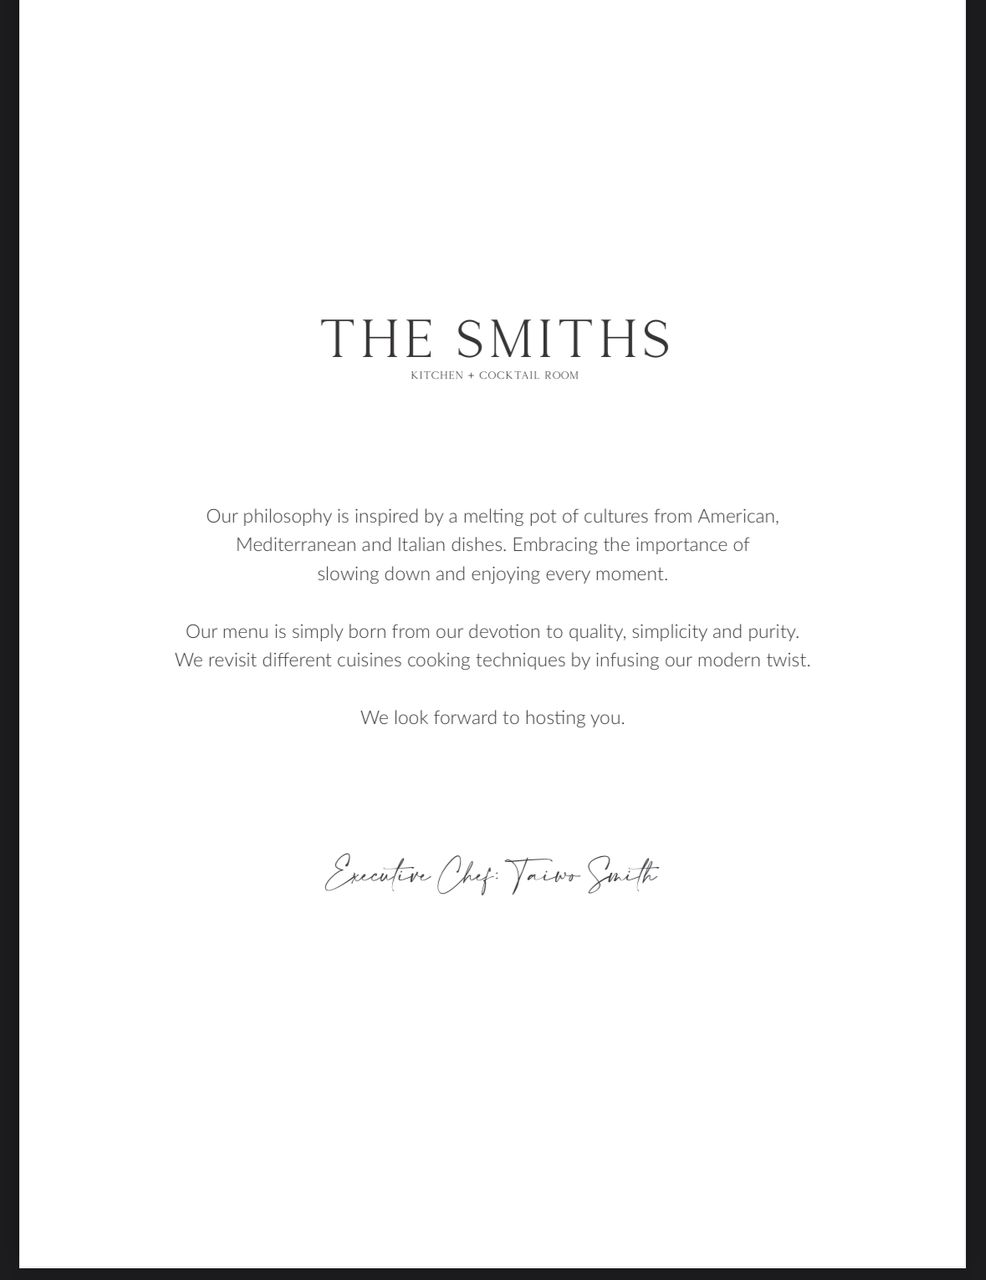 THE SMITHS
KITCHEN + COCKTAIL ROOM
Our philosophy is inspired by a melting pot of cultures from American,
Mediterranean and Italian dishes. Embracing the importance of
slowing down and enjoying every moment.
Our menu is simply born from our devotion to quality, simplicity and purity.
We revisit different cuisines cooking techniques by infusing our modern twist.
We look forward to hosting you.
Executive Chef: Taiwo Smith